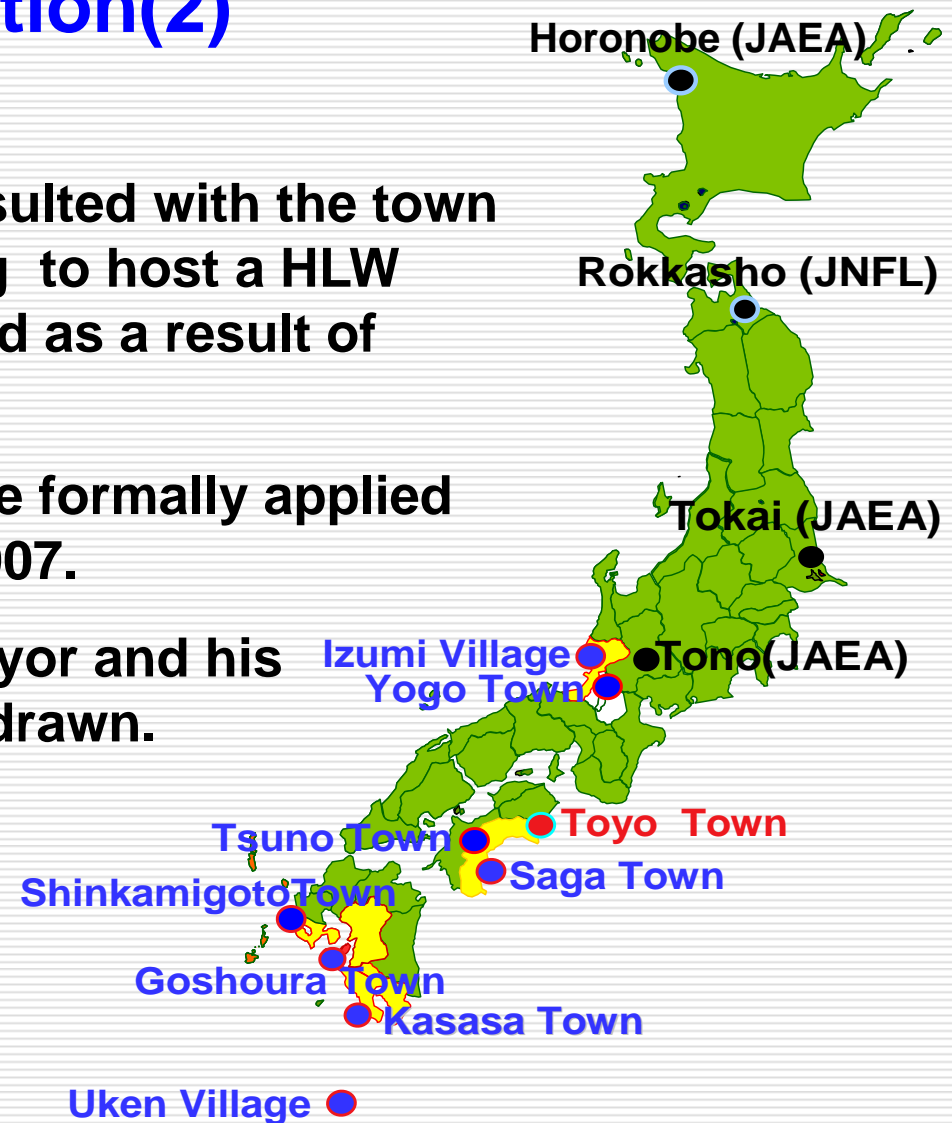 tion(2)
sulted with the town
g to host a HLW
d as a result of
e formally applied
007.
yor and his
drawn.
Horonobe (JAEA)
Rokkasho (JNFL)
Tokai (JAEA)
Izumi Village
Tono(JAEA)
Yogo Town
Toyo Town
Tsuno Town
Saga Town
ShinkamigotoTown
Goshoura Town
Kasasa Town
Uken Village